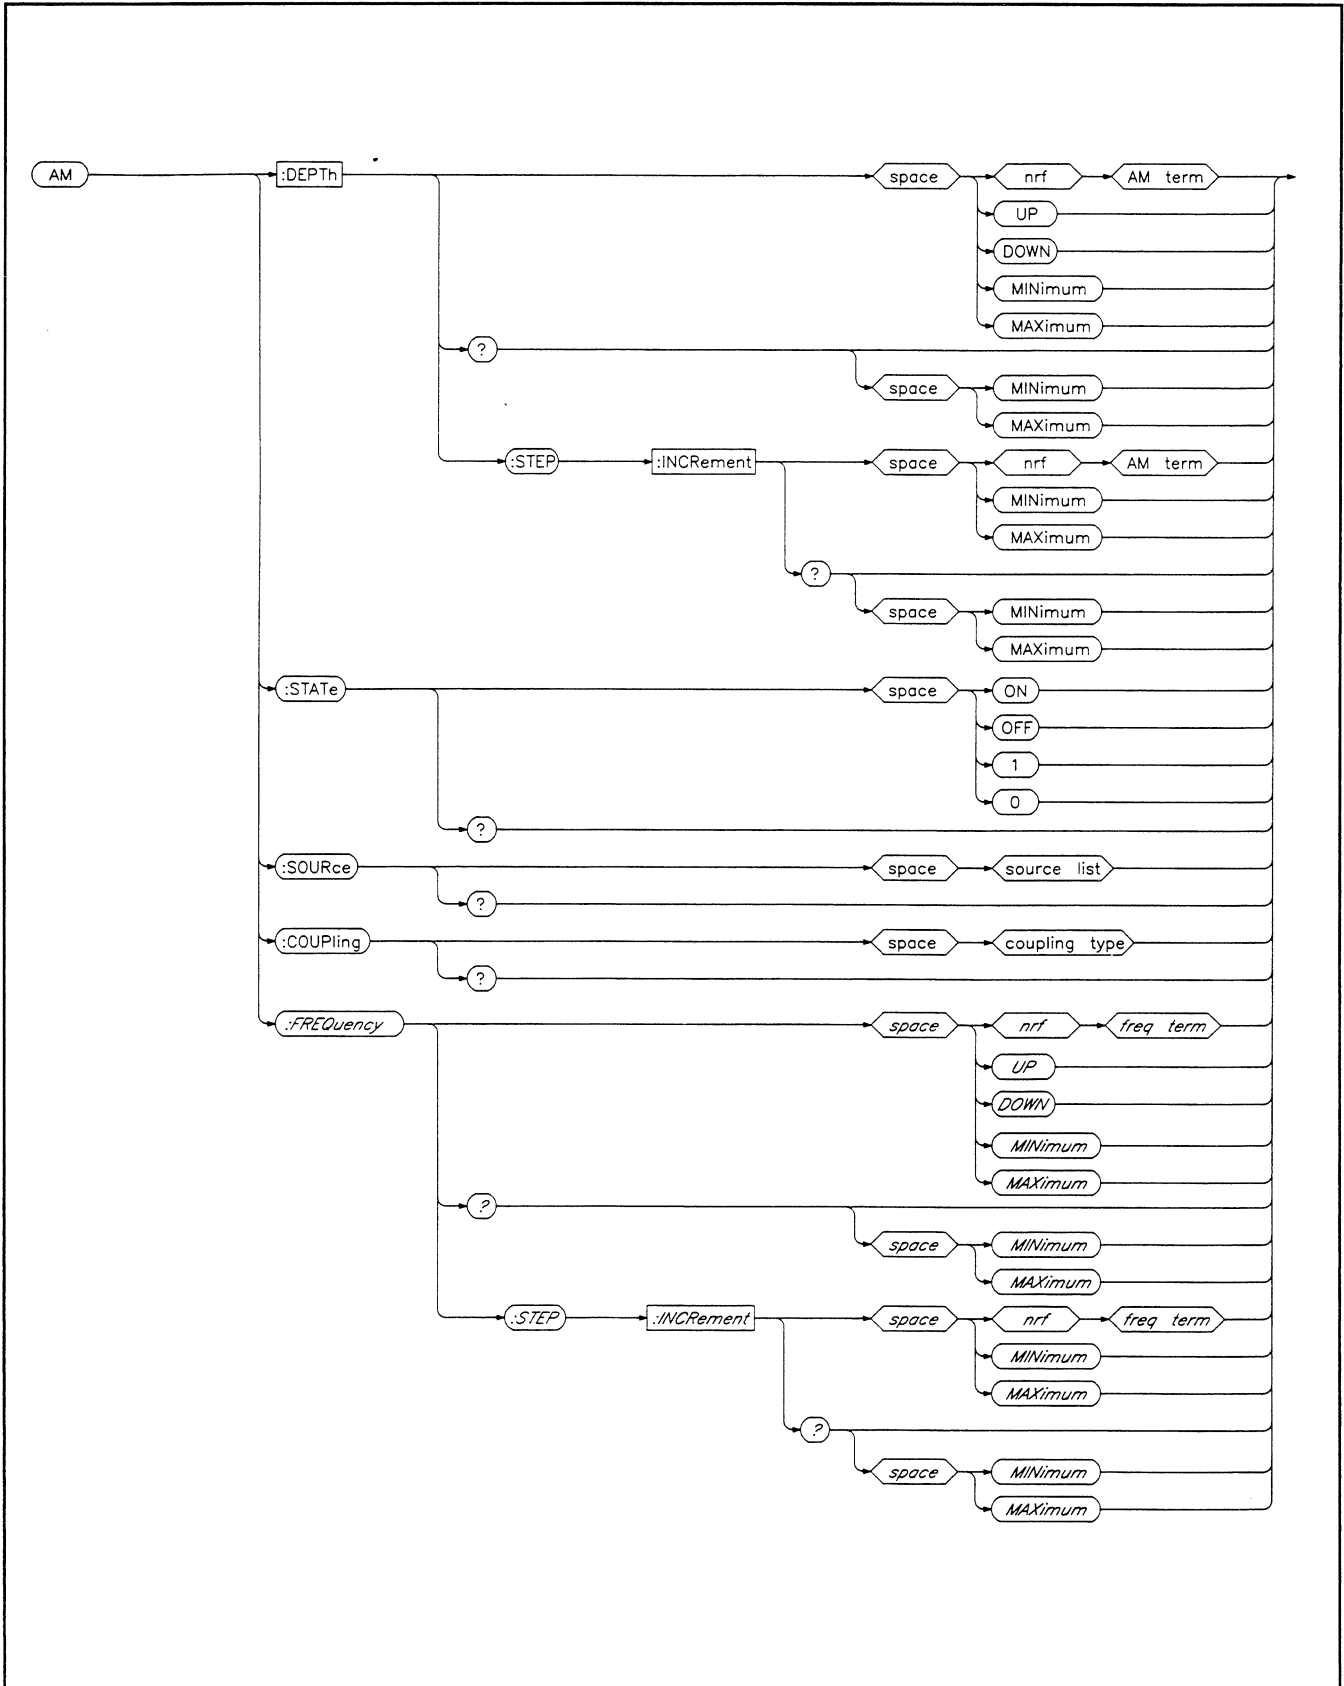 AM :DEPTh space nrf AM term
UP
DOWN
MINimum
MAXimum
?
space MINimum
MAXimum
:STEP :INCRement space nrf AM term
MINimum
MAXimum
?
space MINimum
MAXimum
:STATe space ON
OFF
1
0
?
:SOURce space source list
?
:COUPling space coupling type
?
:FREQuency space nrf freq term
UP
DOWN
MINimum
MAXimum
?
space MINimum
MAXimum
:STEP :INCRement space nrf freq term
MINimum
MAXimum
?
space MINimum
MAXimum